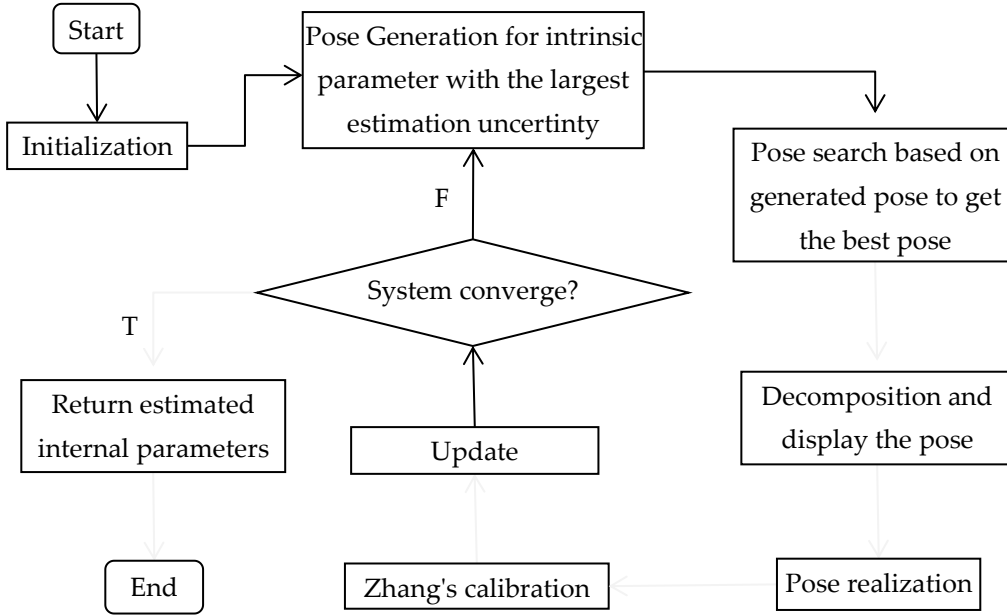 Start
Initialization
Pose Generation for intrinsic
parameter with the largest
estimation uncertinty
Pose search based on
generated pose to get
the best pose
F
System converge?
T
Return estimated
internal parameters
Update
Decomposition and
display the pose
End
Zhang's calibration
Pose realization